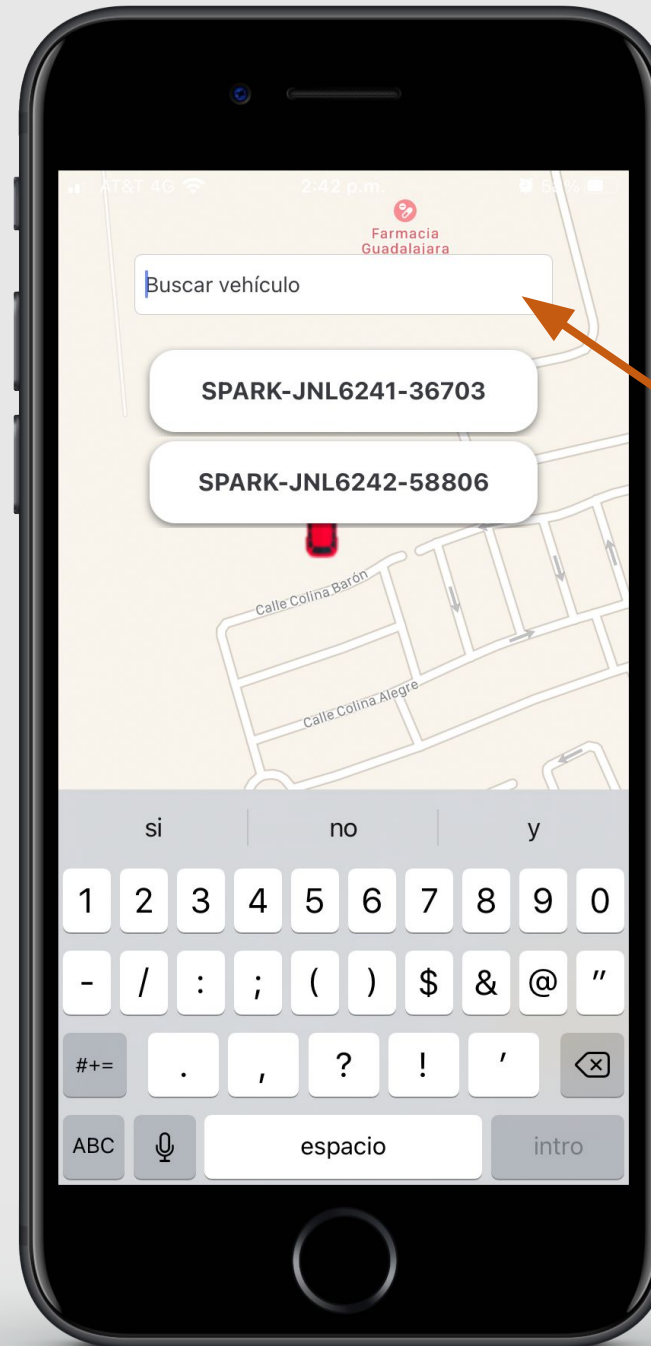 AT&T 4G 2:42 p.m.
Farmacia
Guadalajara
Buscar vehículo
SPARK-JNL6241-36703
SPARK-JNL6242-58806
Calle Colina Barón
Calle Colina Alegre
si no y
1 2 3 4 5 6 7 8 9 0
- / : ; ( ) $ & @ "
#+= . , ? ! '
ABC espacio intro